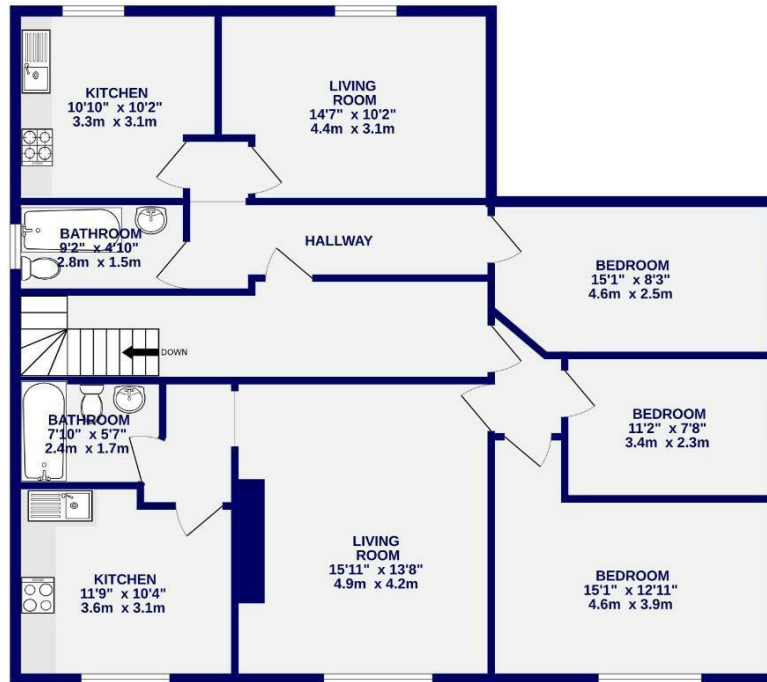 KITCHEN
10'10" x 10'2"
3.3m x 3.1m
LIVING
ROOM
14'7" x 10'2"
4.4m x 3.1m
BATHROOM
9'2" x 4'10"
2.8m x 1.5m
HALLWAY
BEDROOM
15'1" x 8'3"
4.6m x 2.5m
DOWN
BATHROOM
7'10" x 5'7"
2.4m x 1.7m
BEDROOM
11'2" x 7'8"
3.4m x 2.3m
KITCHEN
11'9" x 10'4"
3.6m x 3.1m
LIVING
ROOM
15'11" x 13'8"
4.9m x 4.2m
BEDROOM
15'1" x 12'11"
4.6m x 3.9m